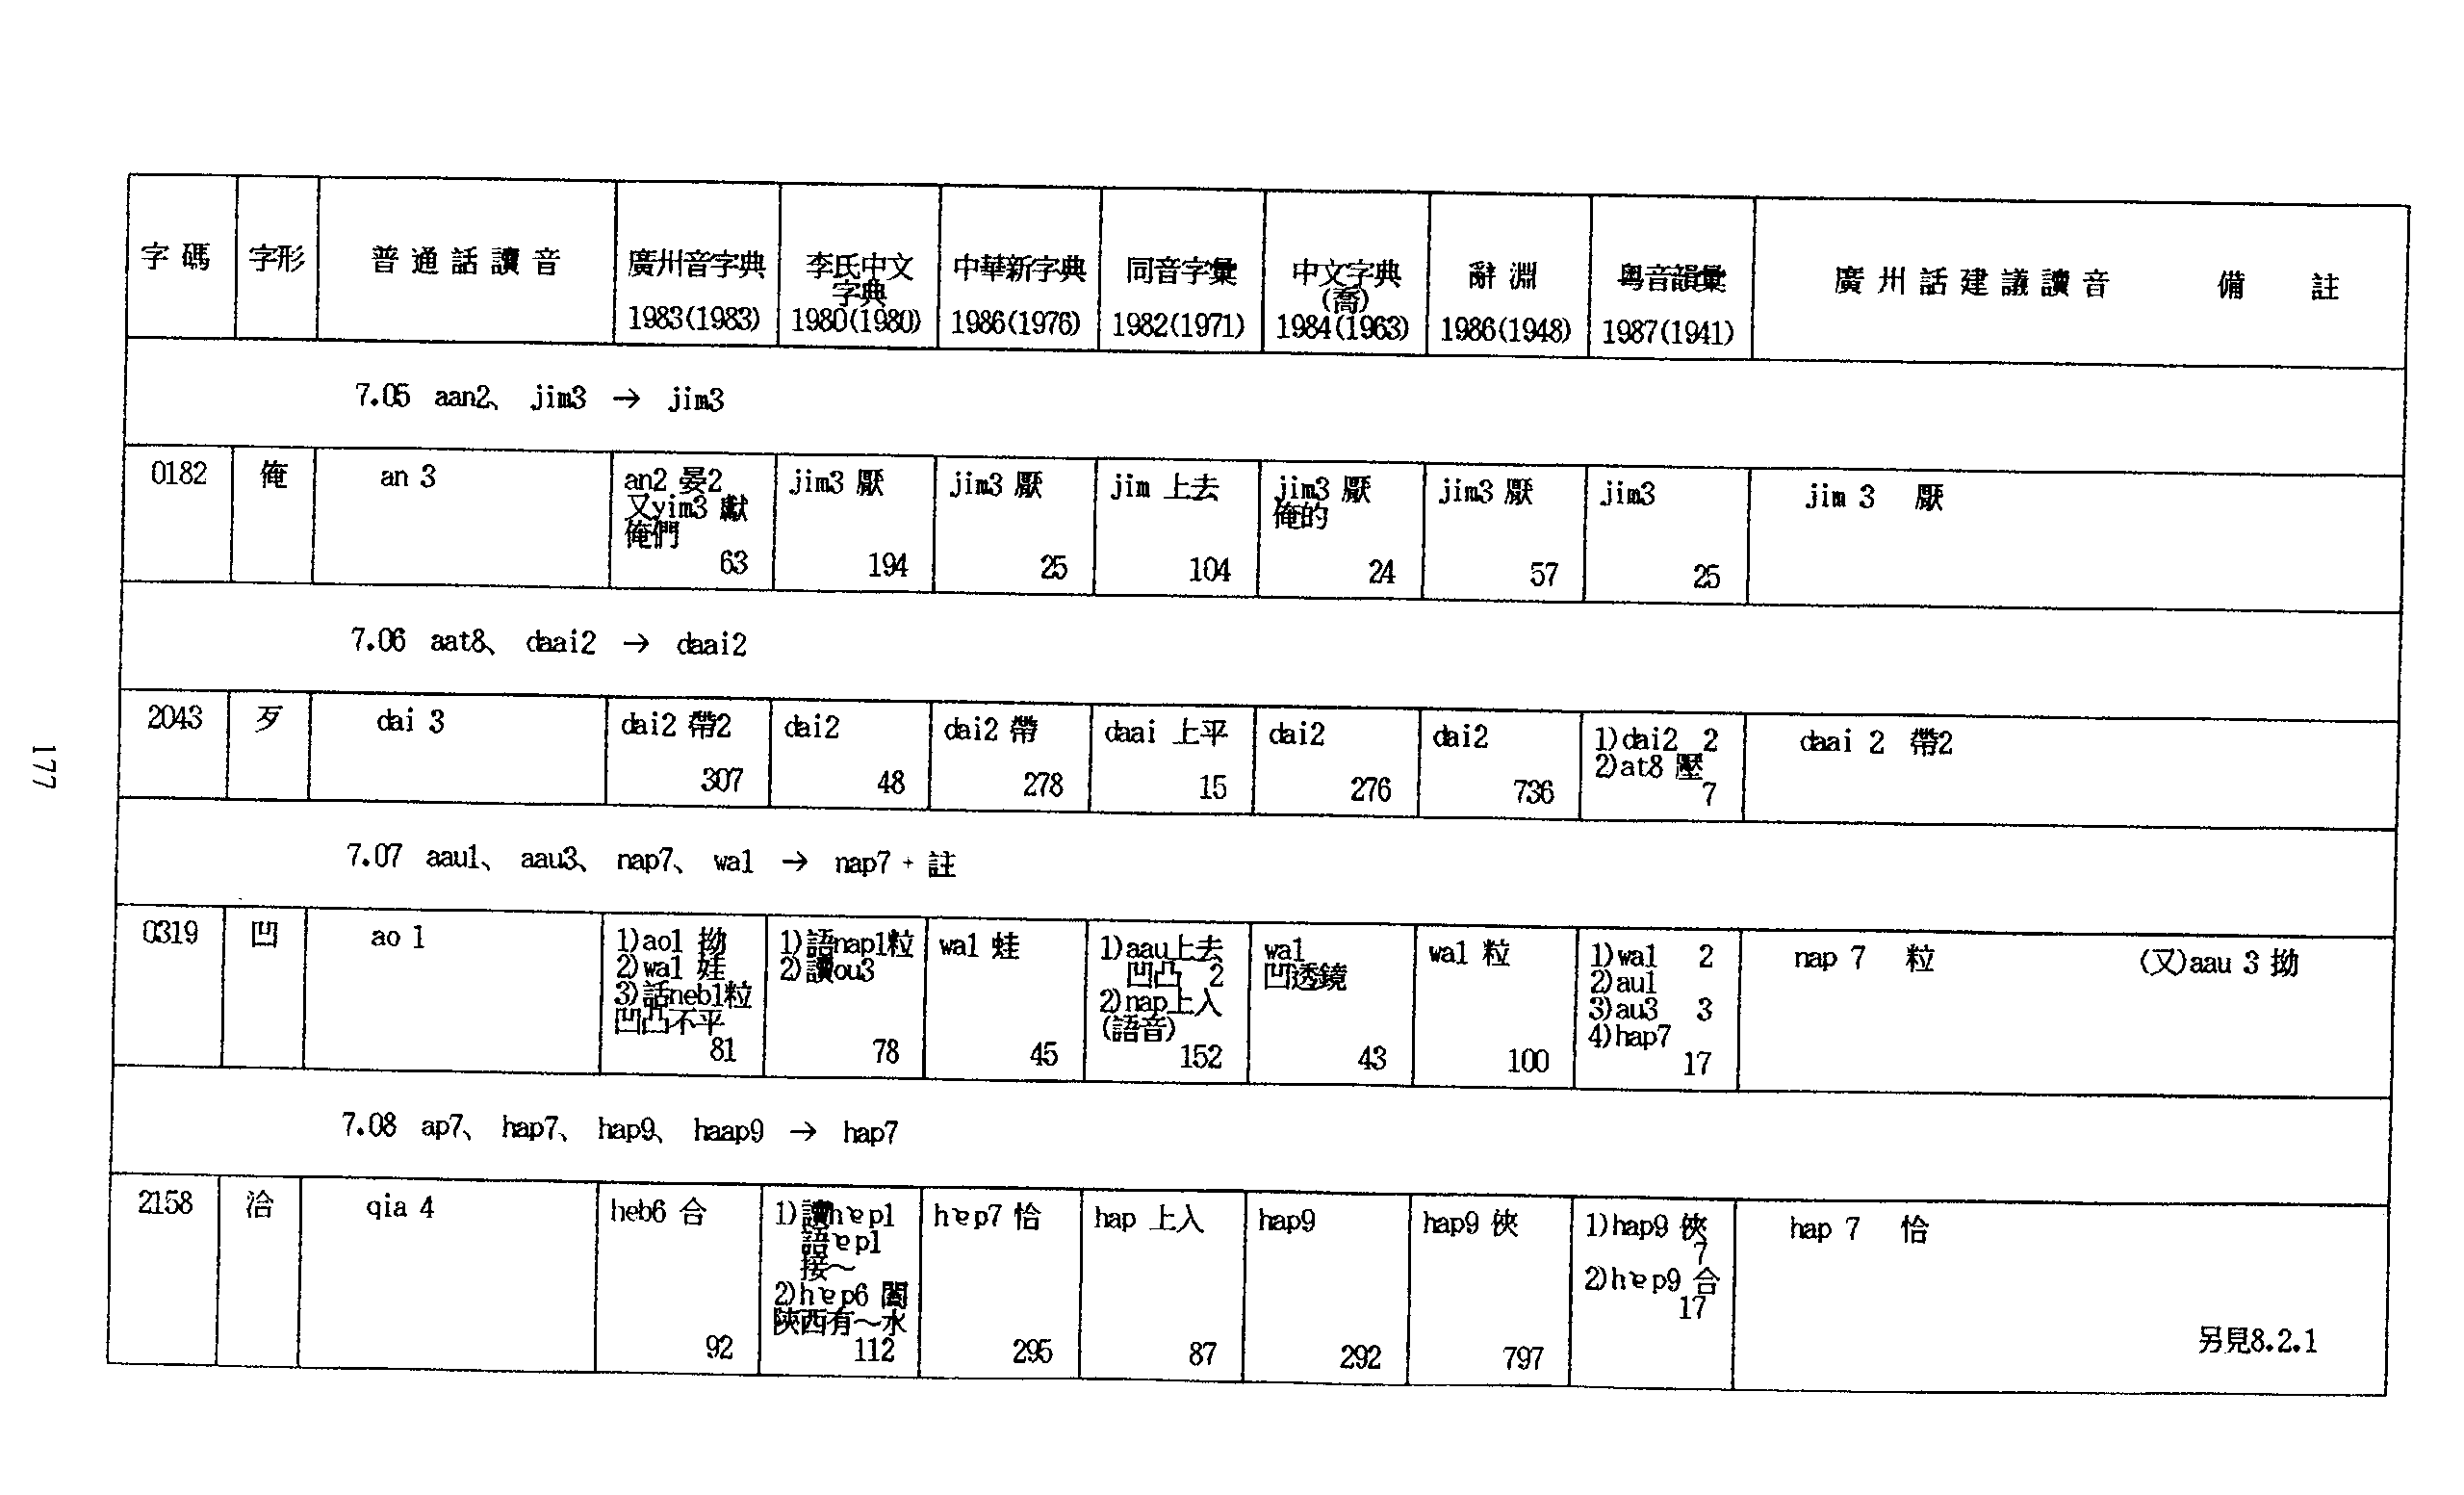 字碼 字形 普通話讀音 廣州音字典 1983(1983) 李氏中文字典 1980(1980) 中華新字典 1986(1976) 同音字彙 1982(1971) 中文字典(喬) 1984(1963) 辭淵 1986(1948) 粵音韻彙 1987(1941) 廣州話建議讀音 備註
7.05 aan2、 jim3 → jim3
0182 俺 an 3
an2 晏2
又yim3 獻
俺們
63
jim3 厭
194
jim3 厭
25
jim 上去
104
jim3 厭
俺的
24
jim3 厭
57
jim3
25
jim 3 厭
7.06 aat8、 daai2 → daai2
2043 歹 dai 3
dai2 帶2
307
dai2
48
dai2 帶
278
daai 上平
15
dai2
276
dai2
736
1)dai2 2
2)at8 壓
7
daai 2 帶2
7.07 aau1、 aau3、 nap7、 wa1 → nap7 + 註
0319 凹 ao 1
1)ao1 拗
2)wa1 娃
3)話neb1粒
凹凸不平
81
1)語nap1粒
2)讀ou3
78
wa1 蛙
45
1)aau上去
凹凸 2
2)nap上入
(語音)
152
wa1
凹透鏡
43
wa1 粒
100
1)wa1 2
2)au1
3)au3 3
4)hap7
17
nap 7 粒
(又)aau 3 拗
7.08 ap7、 hap7、 hap9、 haap9 → hap7
2158 洽 qia 4
heb6 合
92
1)讀hɐp1
語ɐp1
接～
2)hɐp6 闔
陝西有～水
112
hɐp7 恰
295
hap 上入
87
hap9
292
hap9 俠
797
1)hap9 俠
7
2)hɐp9 合
17
hap 7 恰
另見8.2.1
177